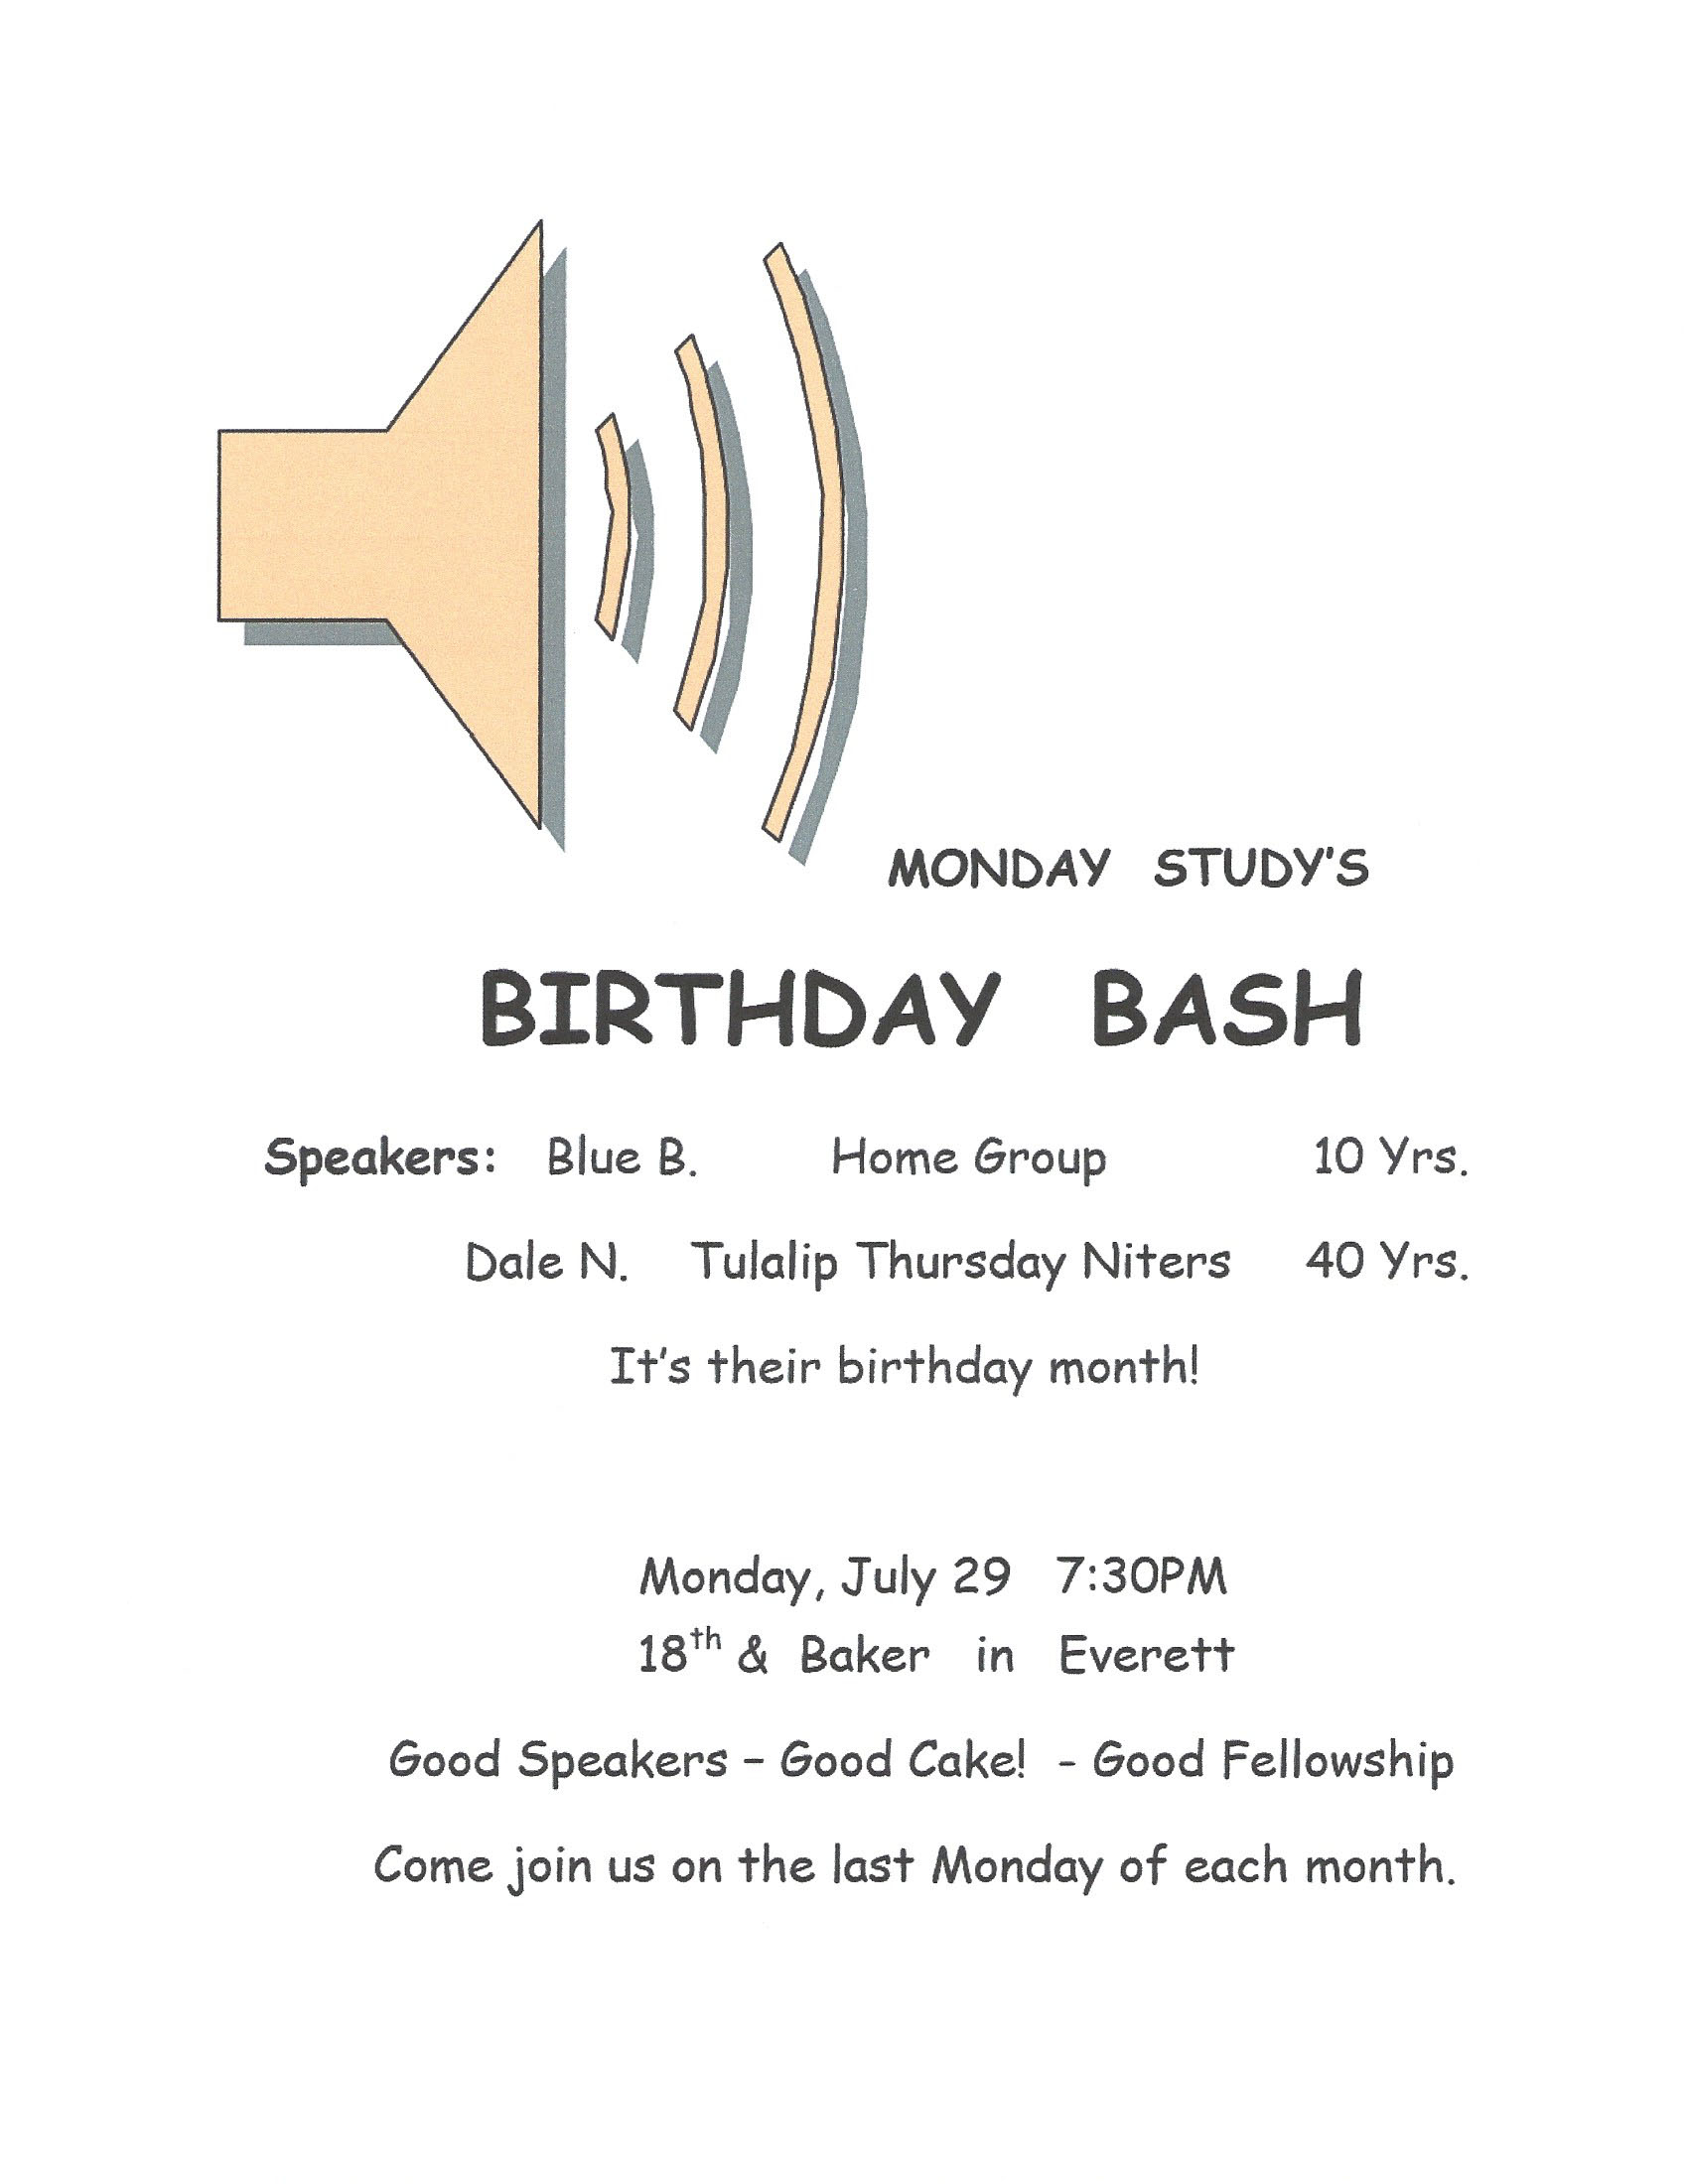 MONDAY STUDY'S
BIRTHDAY BASH
Speakers: Blue B. Home Group 10 Yrs.
Dale N. Tulalip Thursday Niters 40 Yrs.
It's their birthday month!
Monday, July 29 7:30PM
18th & Baker in Everett
Good Speakers – Good Cake! - Good Fellowship
Come join us on the last Monday of each month.